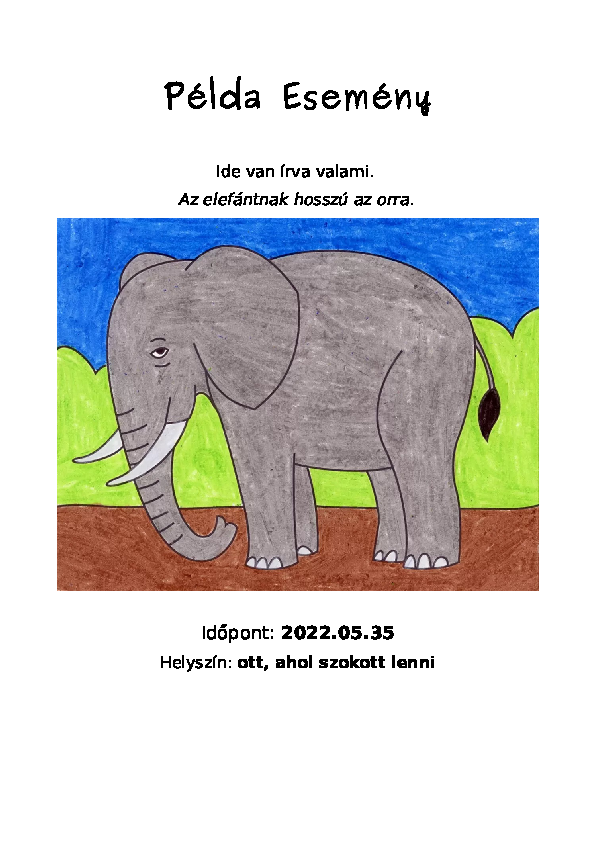 Példa Esemény
Ide van írva valami.
Az elefántnak hosszú az orra.
Időpont: 2022.05.35
Helyszín: ott, ahol szokott lenni